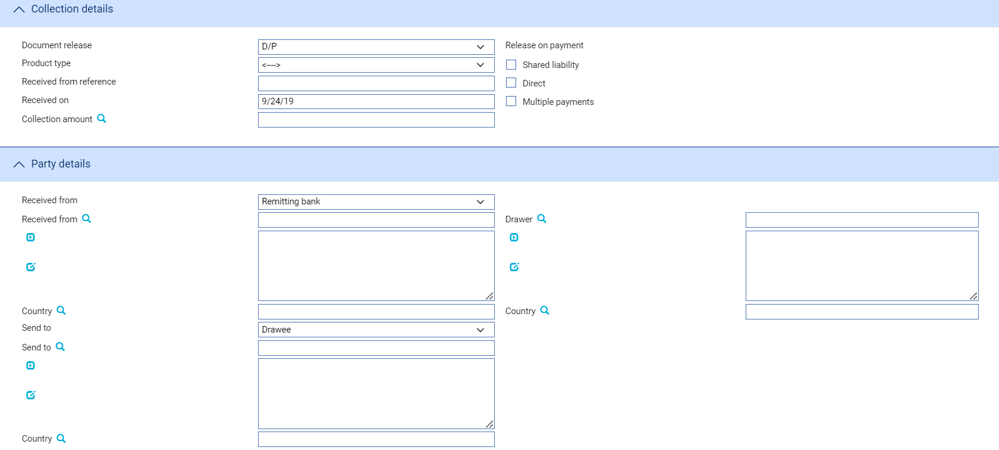 Collection details
Document release D/P Release on payment
Product type <----> Shared liability
Received from reference Direct
Received on 9/24/19 Multiple payments
Collection amount
Party details
Received from Remitting bank
Received from Drawer
Country Country
Send to Drawee
Send to
Country